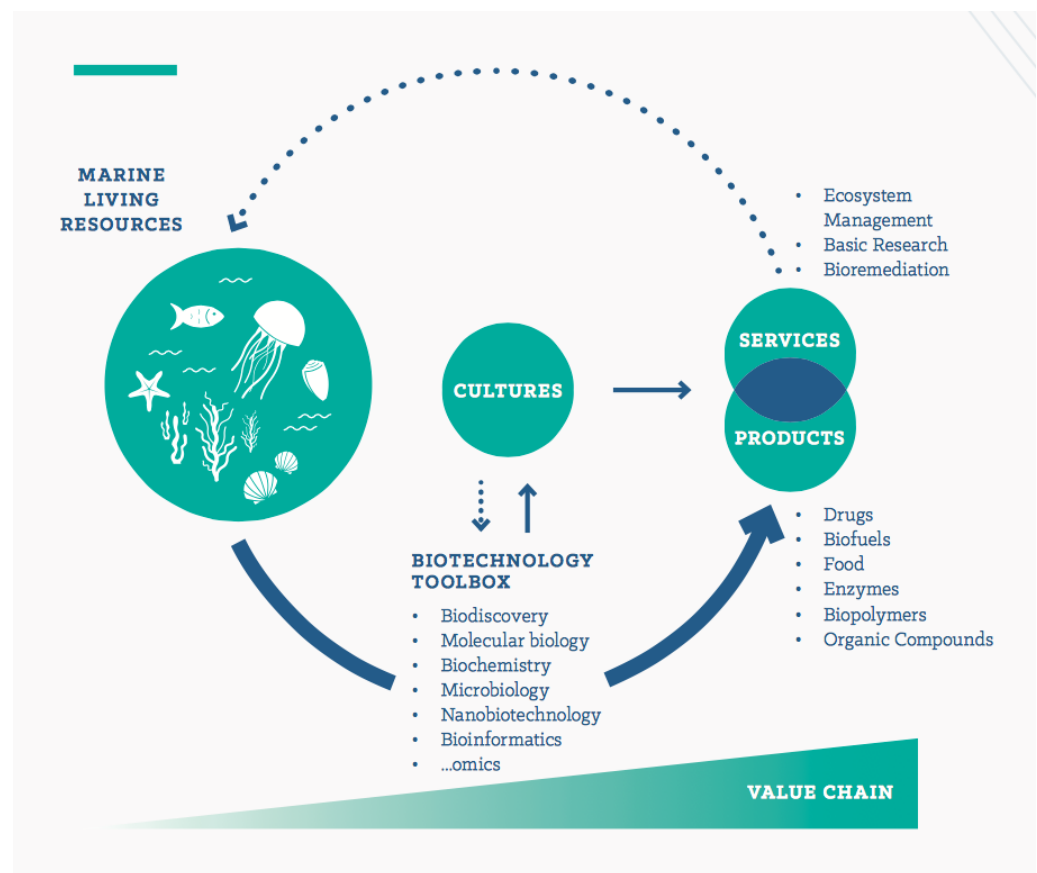 MARINE
LIVING
RESOURCES
• Ecosystem
Management
• Basic Research
• Bioremediation
SERVICES
CULTURES
PRODUCTS
• Drugs
• Biofuels
• Food
• Enzymes
• Biopolymers
• Organic Compounds
BIOTECHNOLOGY
TOOLBOX
• Biodiscovery
• Molecular biology
• Biochemistry
• Microbiology
• Nanobiotechnology
• Bioinformatics
• ...omics
VALUE CHAIN